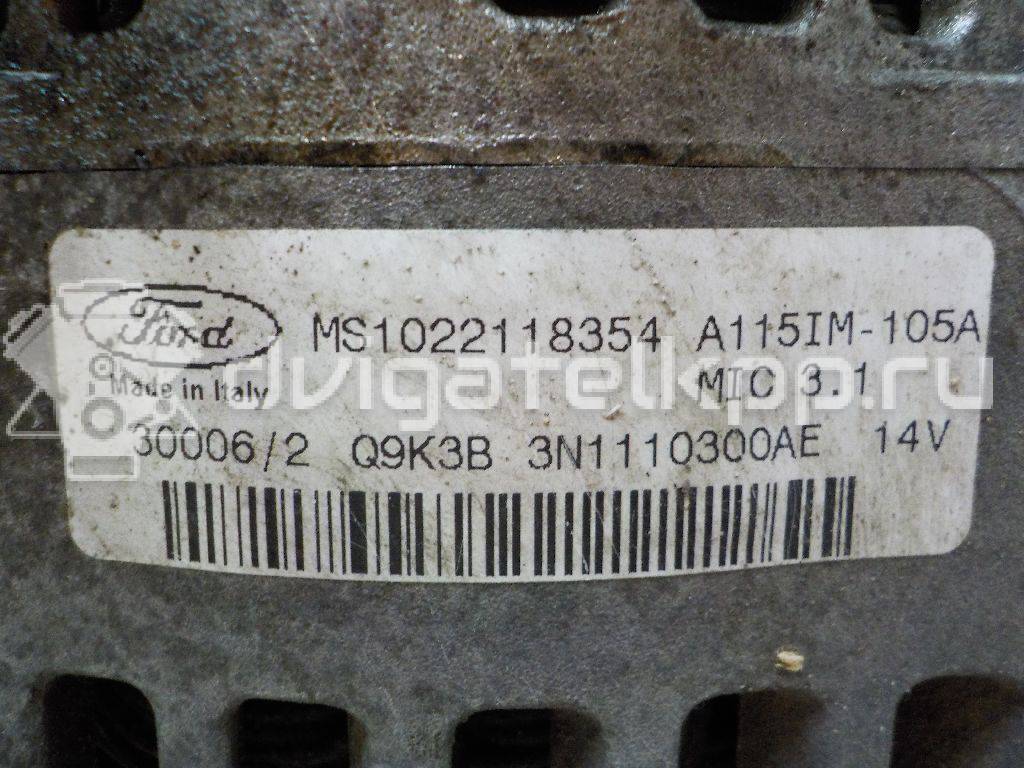 Ford MS1022118354 A115IM-105A
Made in Italy MIC 3.1
30006/2 Q9K3B 3N1110300AE 14V
dvigatelkpp.ru